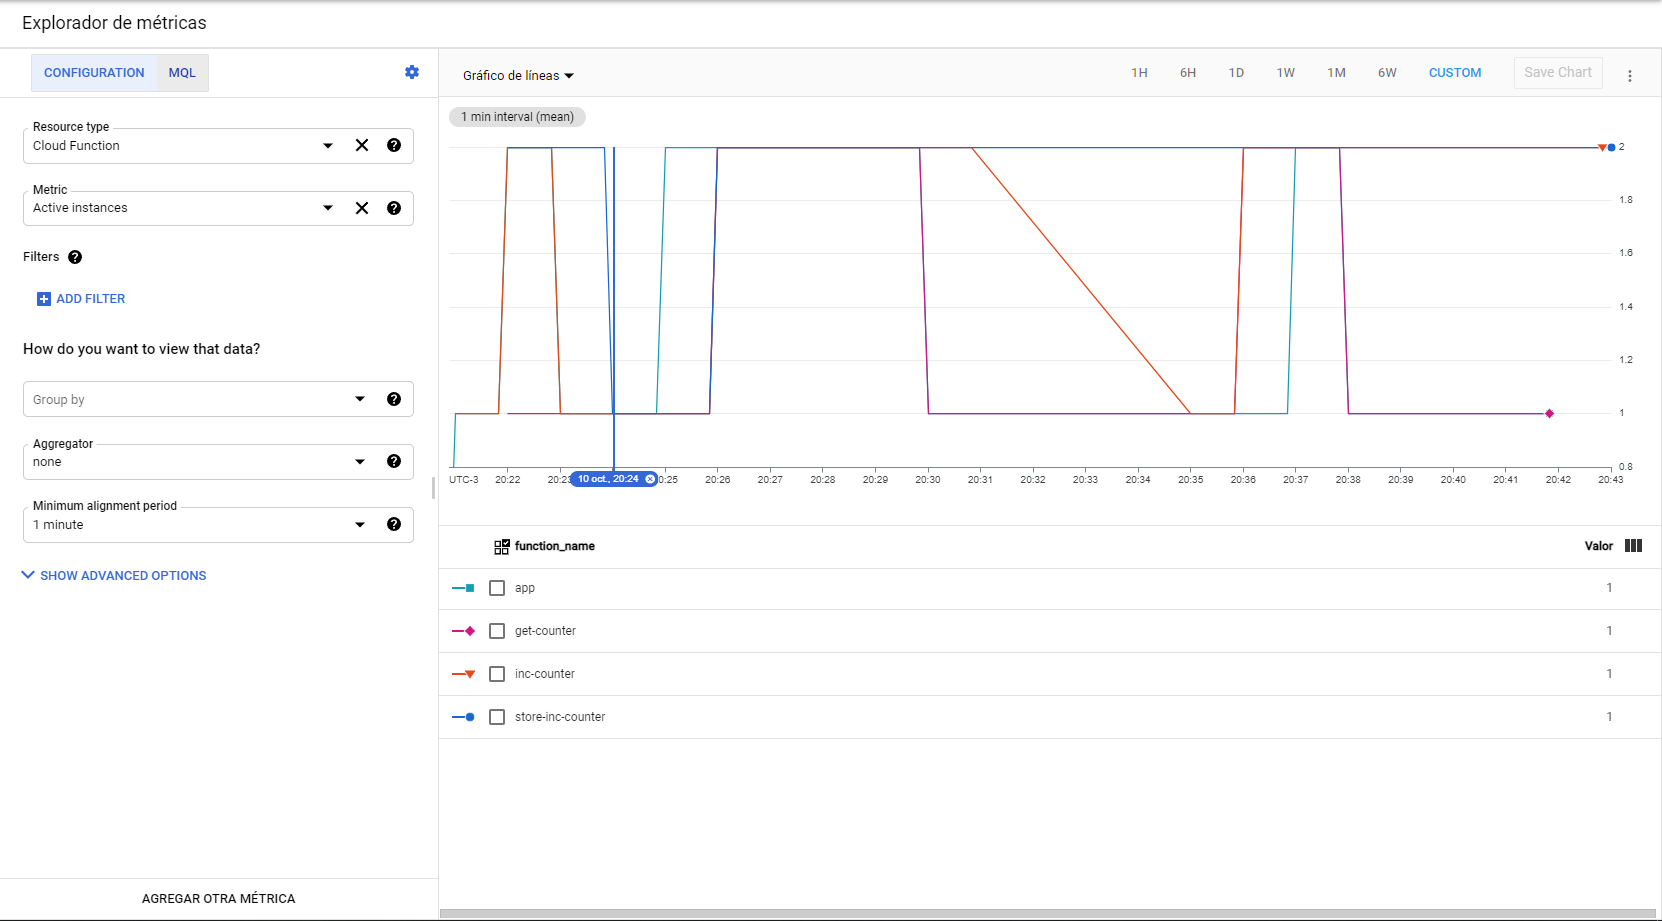 Explorador de métricas
CONFIGURATION MQL
Resource type
Cloud Function
Metric
Active instances
Filters
ADD FILTER
How do you want to view that data?
Group by
Aggregator
none
Minimum alignment period
1 minute
SHOW ADVANCED OPTIONS
AGREGAR OTRA MÉTRICA
Gráfico de líneas
1H 6H 1D 1W 1M 6W CUSTOM Save Chart
1 min interval (mean)
2
1.8
1.6
1.4
1.2
1
0.8
UTC-3 20:22 20:23 10 oct., 20:24 0:25 20:26 20:27 20:28 20:29 20:30 20:31 20:32 20:33 20:34 20:35 20:36 20:37 20:38 20:39 20:40 20:41 20:42 20:43
function_name Valor
app 1
get-counter 1
inc-counter 1
store-inc-counter 1